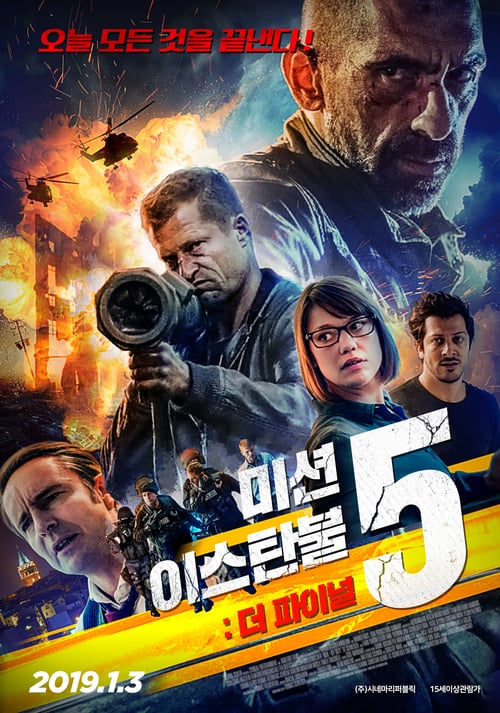 오늘 모든 것을 끝낸다!
미션
이스탄불
5
: 더 파이널
2019.1.3
(주)시네마리퍼블릭
15세이상관람가